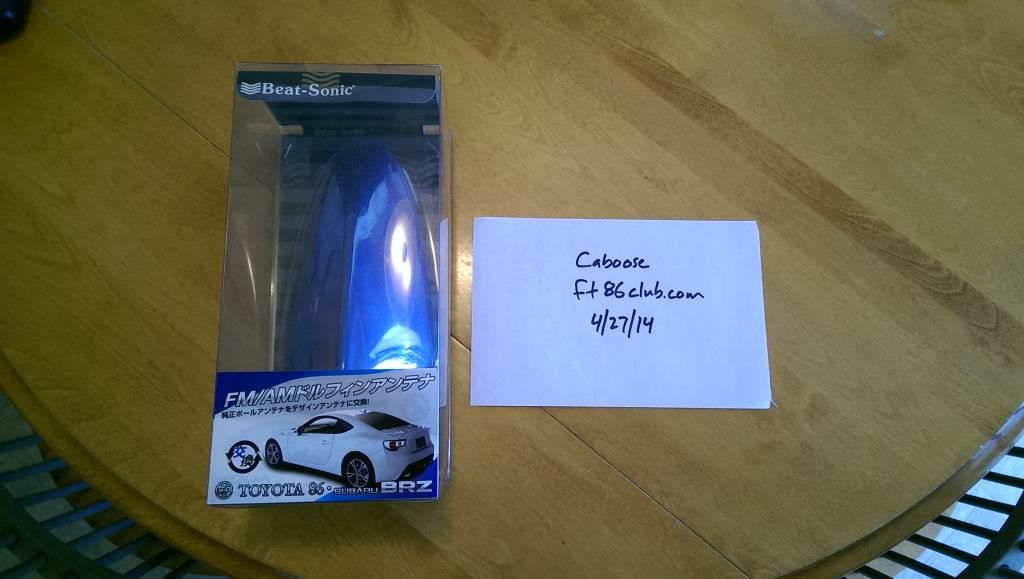 Beat-Sonic
Beat-Sonic
FM/AMドルフィンアンテナ
純正ポールアンテナをデザインアンテナに交換!
交換
TOYOTA 86・SUBARU BRZ
Caboose
ft86club.com
4/27/14